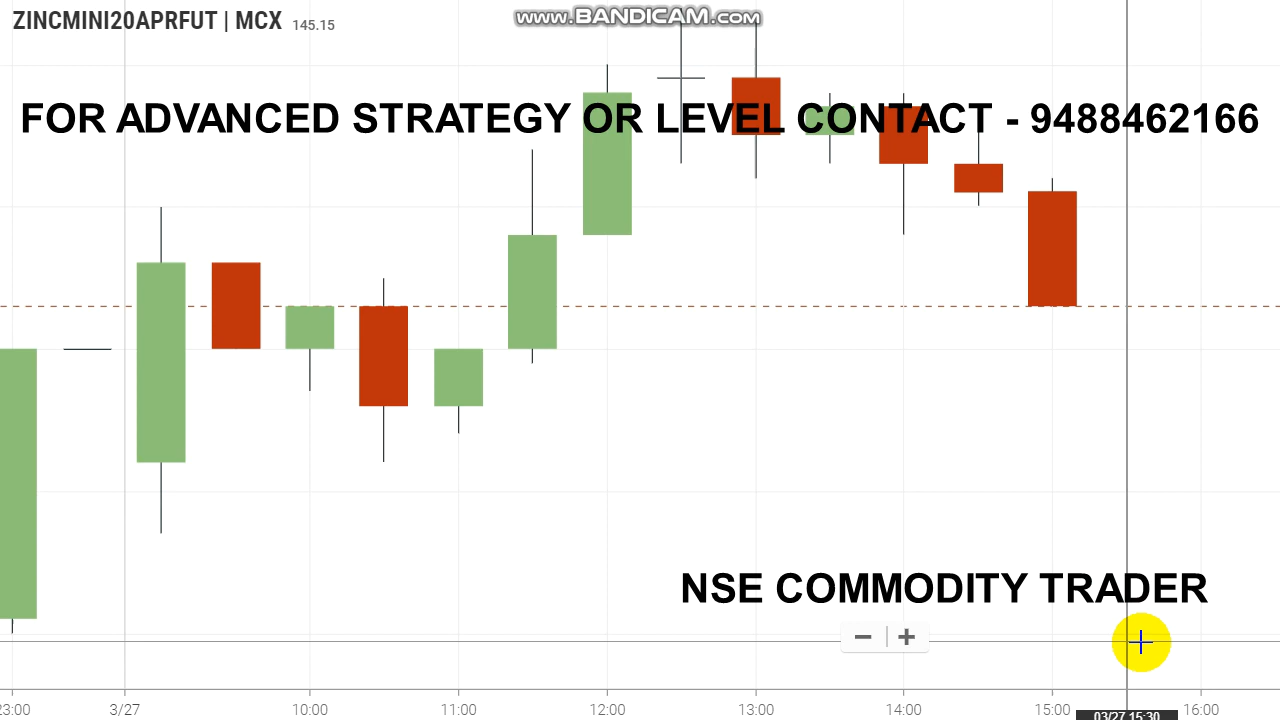 ZINCMINI20APRFUT | MCX 145.15
www.BANDICAM.com
FOR ADVANCED STRATEGY OR LEVEL CONTACT - 9488462166
NSE COMMODITY TRADER
− +
23:00 3/27 10:00 11:00 12:00 13:00 14:00 15:00 16:00
03/27 15:30